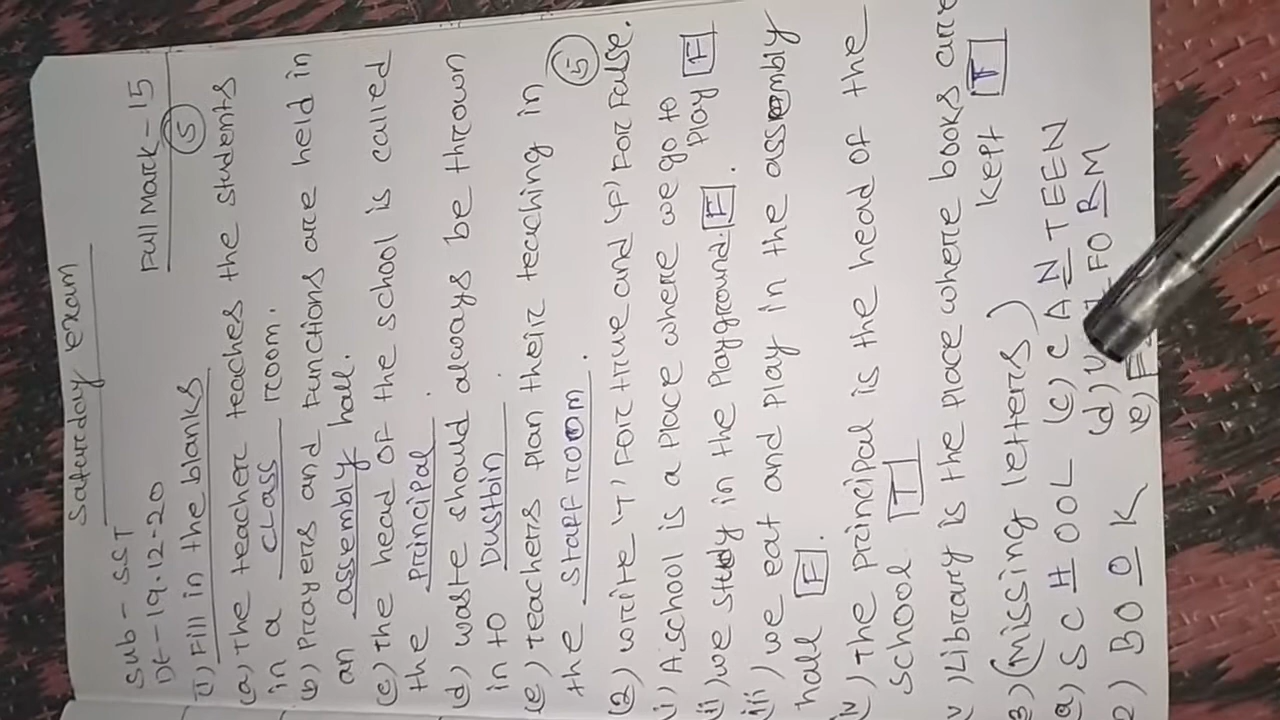 Satureday exam
Sub - SST
Dt - 19.12.20 Full Mark - 15
1) Fill in the blanks (5)
(a) The teacher teaches the students
in a class room.
(b) Prayers and functions are held in
an assembly hall.
(c) The head of the school is called
the Principal.
(d) waste should always be thrown
in to Dustbin.
(e) teachers plan their teaching in
the staff room. (5)
(2) write 'T' For true and 'F' For False.
(i) A school is a place where we go to
Play F
(ii) we study in the Playground. F.
(iii) we eat and play in the assembly
hall F.
(iv) The principal is the head of the
school T
v) Library is the place where books are
kept T
3) (Missing letters)
a) S C H O O L (c) C A N T E E N
2) B O O K (d) U FO R M
(e) F